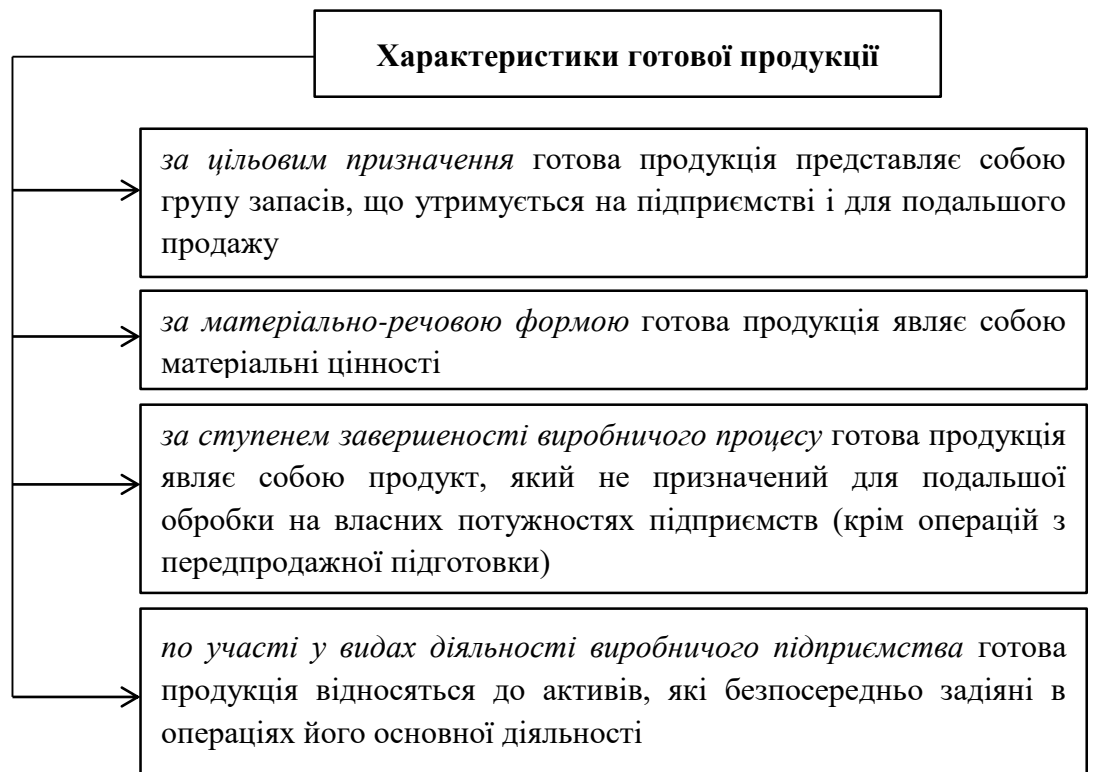 Характеристики готової продукції
за цільовим призначення готова продукція представляє собою
групу запасів, що утримується на підприємстві і для подальшого
продажу
за матеріально-речовою формою готова продукція являє собою
матеріальні цінності
за ступенем завершеності виробничого процесу готова продукція
являє собою продукт, який не призначений для подальшої
обробки на власних потужностях підприємств (крім операцій з
передпродажної підготовки)
по участі у видах діяльності виробничого підприємства готова
продукція відносяться до активів, які безпосередньо задіяні в
операціях його основної діяльності